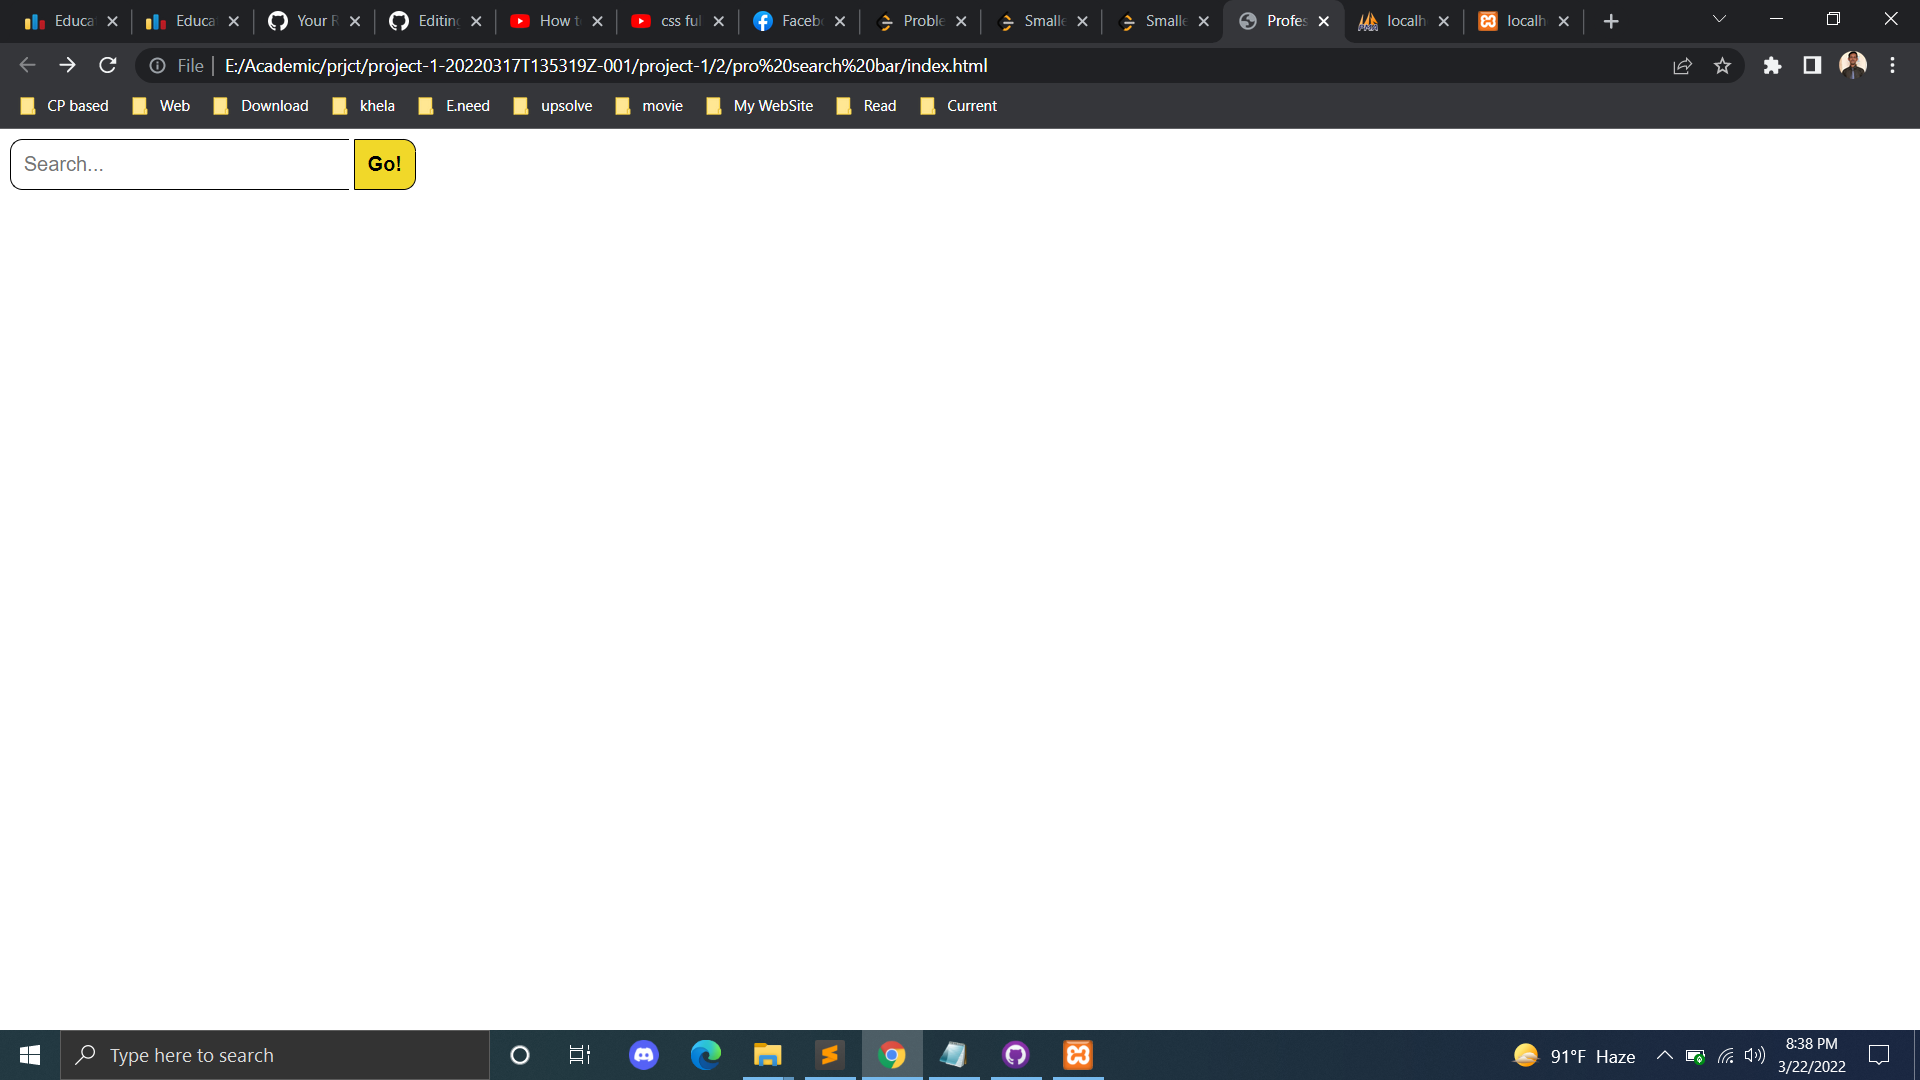 Educa
Educa
Your R
Editing
How t
css ful
Facebo
Proble
Smalle
Smalle
Profes
localh
localh
File
E:/Academic/prjct/project-1-20220317T135319Z-001/project-1/2/pro%20search%20bar/index.html
CP based
Web
Download
khela
E.need
upsolve
movie
My WebSite
Read
Current
Search...
Go!
Type here to search
91°F Haze
8:38 PM
3/22/2022